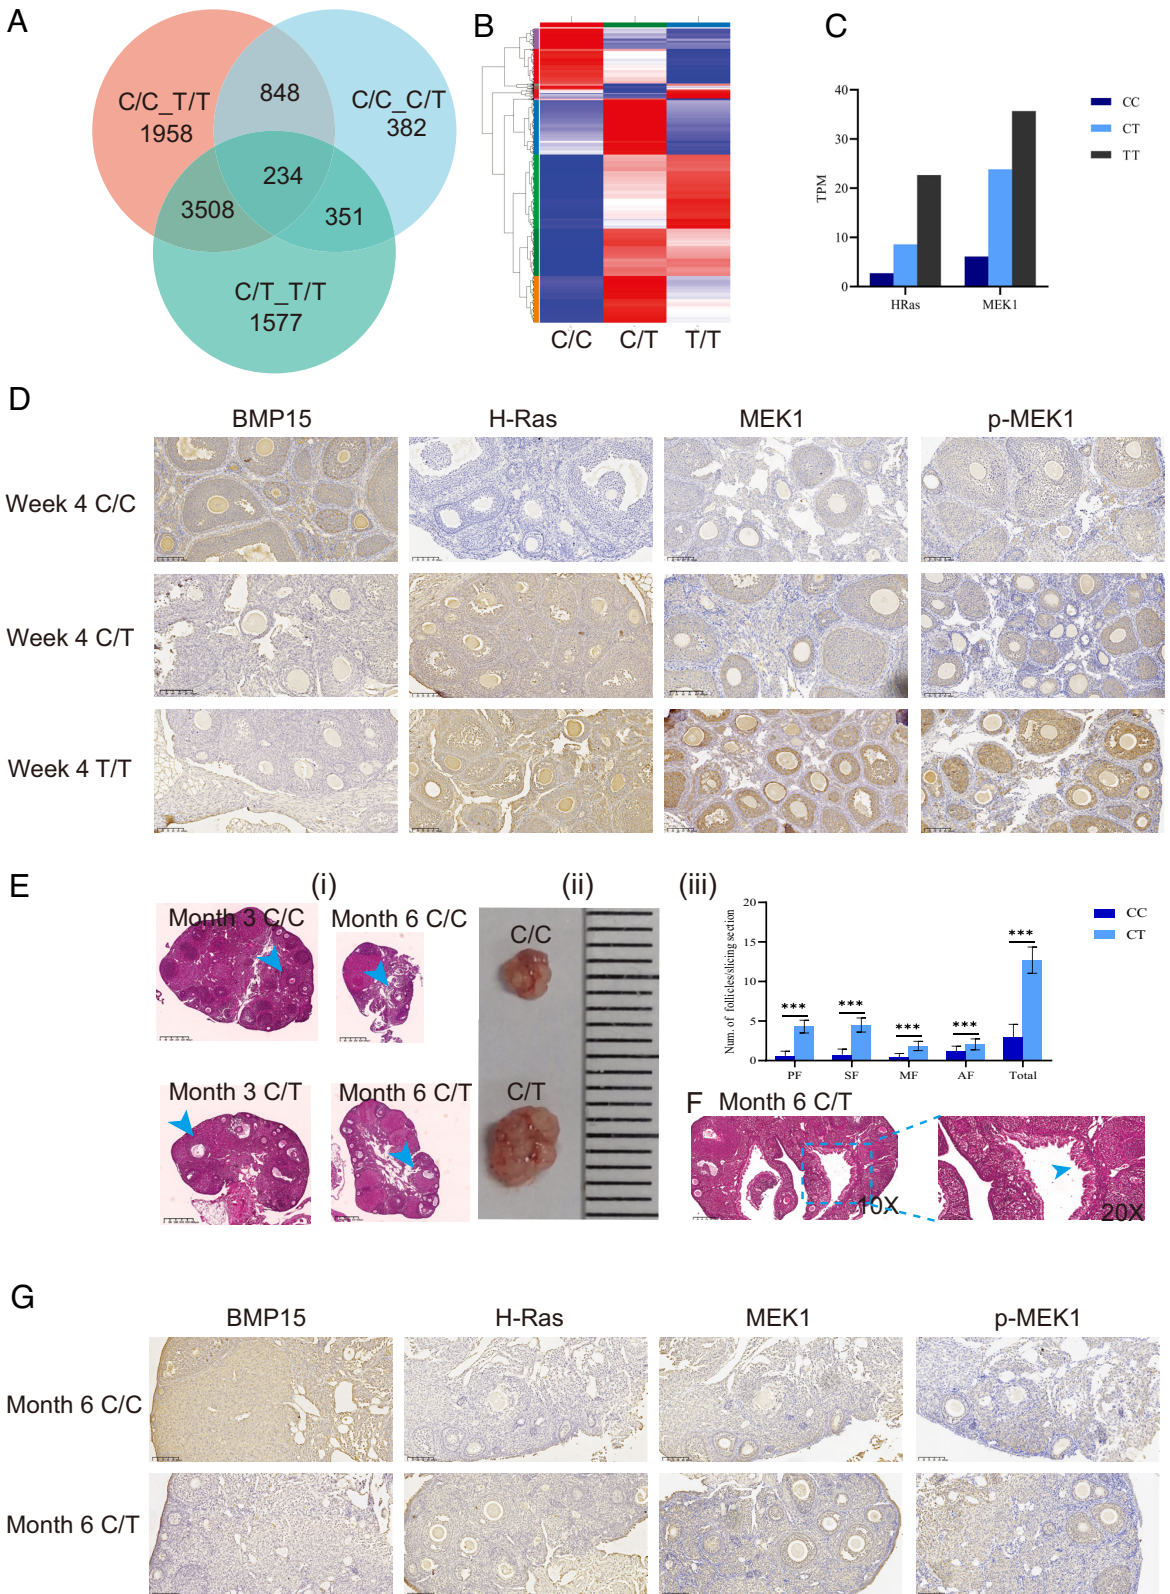 A
C/C_T/T
1958
848
C/C_C/T
382
234
3508
351
C/T_T/T
1577
B
C/C C/T T/T
C
40
30
20
10
0
TPM
HRas MEK1
CC
CT
TT
D
BMP15 H-Ras MEK1 p-MEK1
Week 4 C/C
Week 4 C/T
Week 4 T/T
E
(i) (ii) (iii)
Month 3 C/C Month 6 C/C
Month 3 C/T Month 6 C/T
C/C
C/T
20
15
10
5
0
Num. of follicles/slicing section
*** *** *** *** ***
PF SF MF AF Total
CC
CT
F Month 6 C/T
10X
20X
G
BMP15 H-Ras MEK1 p-MEK1
Month 6 C/C
Month 6 C/T